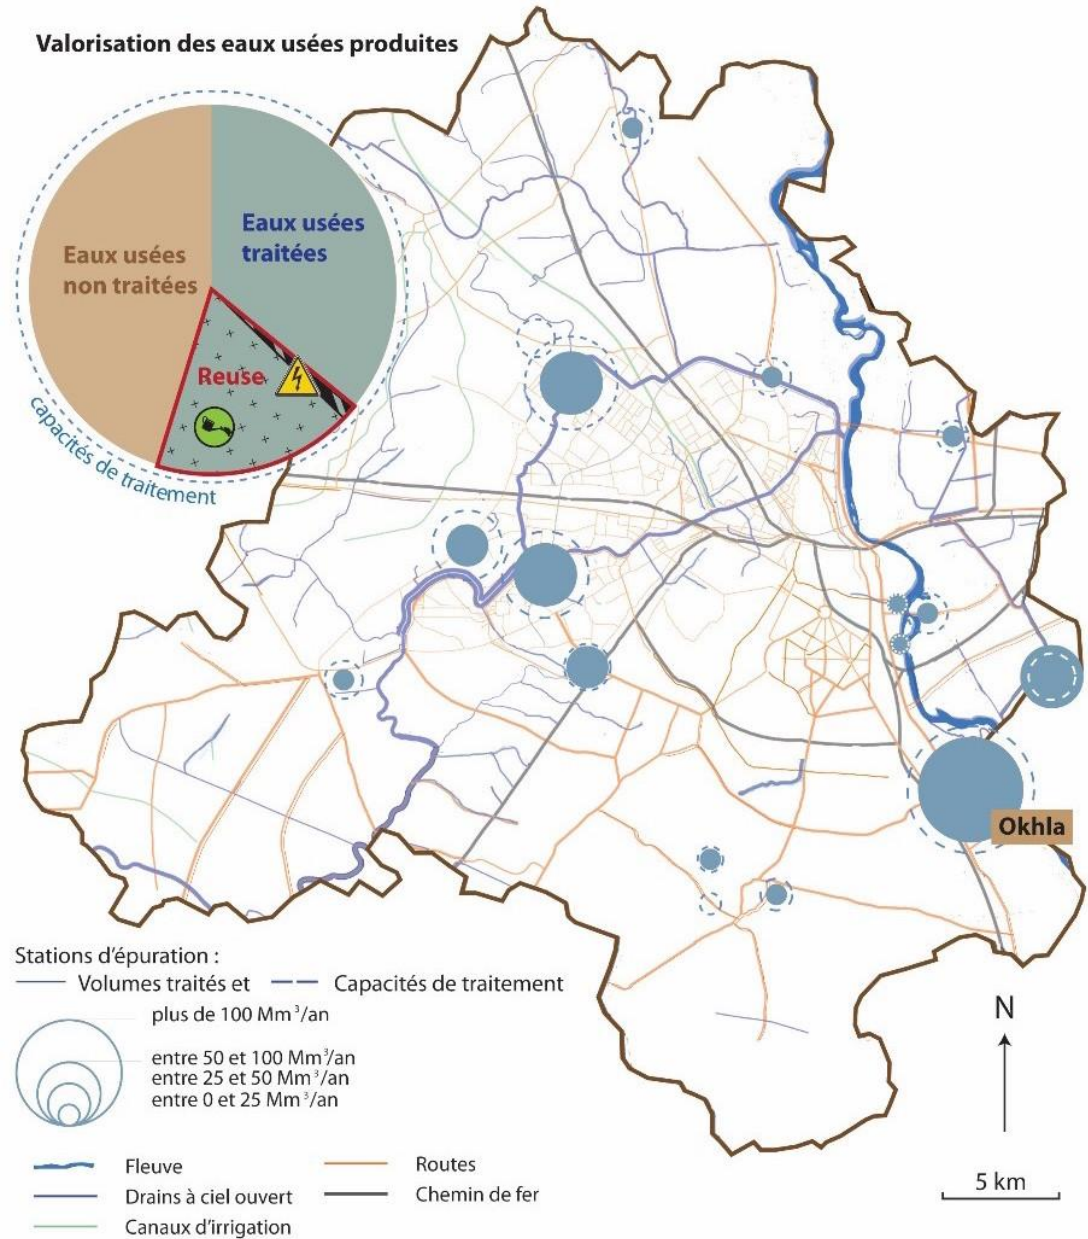 Valorisation des eaux usées produites
Eaux usées
traitées
Eaux usées
non traitées
Reuse
capacités de traitement
Okhla
Stations d'épuration :
Volumes traités et
Capacités de traitement
plus de 100 Mm³/an
entre 50 et 100 Mm³/an
entre 25 et 50 Mm³/an
entre 0 et 25 Mm³/an
Fleuve
Drains à ciel ouvert
Canaux d'irrigation
Routes
Chemin de fer
N
5 km